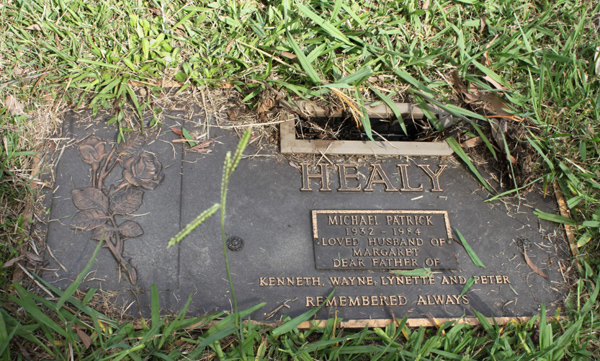 HEALY
MICHAEL PATRICK
1932 - 1984
LOVED HUSBAND OF
MARGARET
DEAR FATHER OF
KENNETH, WAYNE, LYNETTE AND PETER
REMEMBERED ALWAYS